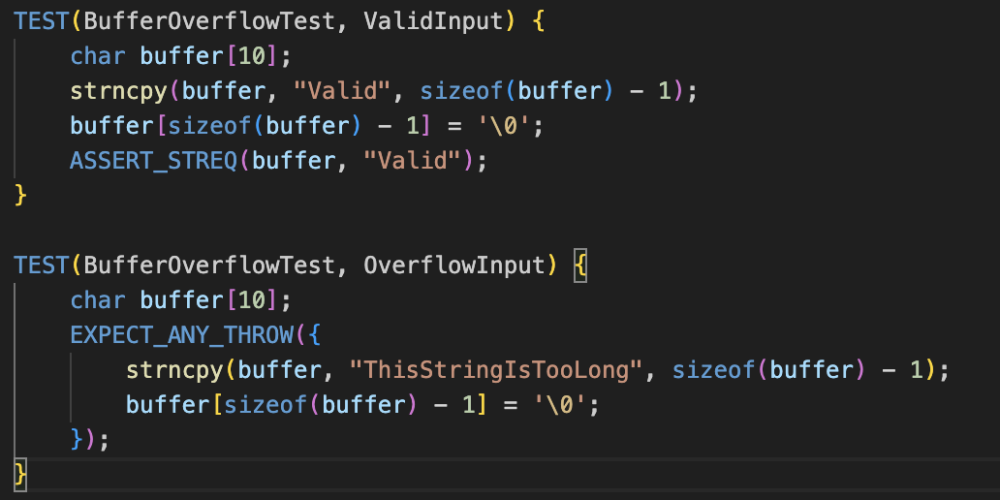 TEST(BufferOverflowTest, ValidInput) {
    char buffer[10];
    strncpy(buffer, "Valid", sizeof(buffer) - 1);
    buffer[sizeof(buffer) - 1] = '\0';
    ASSERT_STREQ(buffer, "Valid");
}

TEST(BufferOverflowTest, OverflowInput) {
    char buffer[10];
    EXPECT_ANY_THROW({
        strncpy(buffer, "ThisStringIsTooLong", sizeof(buffer) - 1);
        buffer[sizeof(buffer) - 1] = '\0';
    });
}